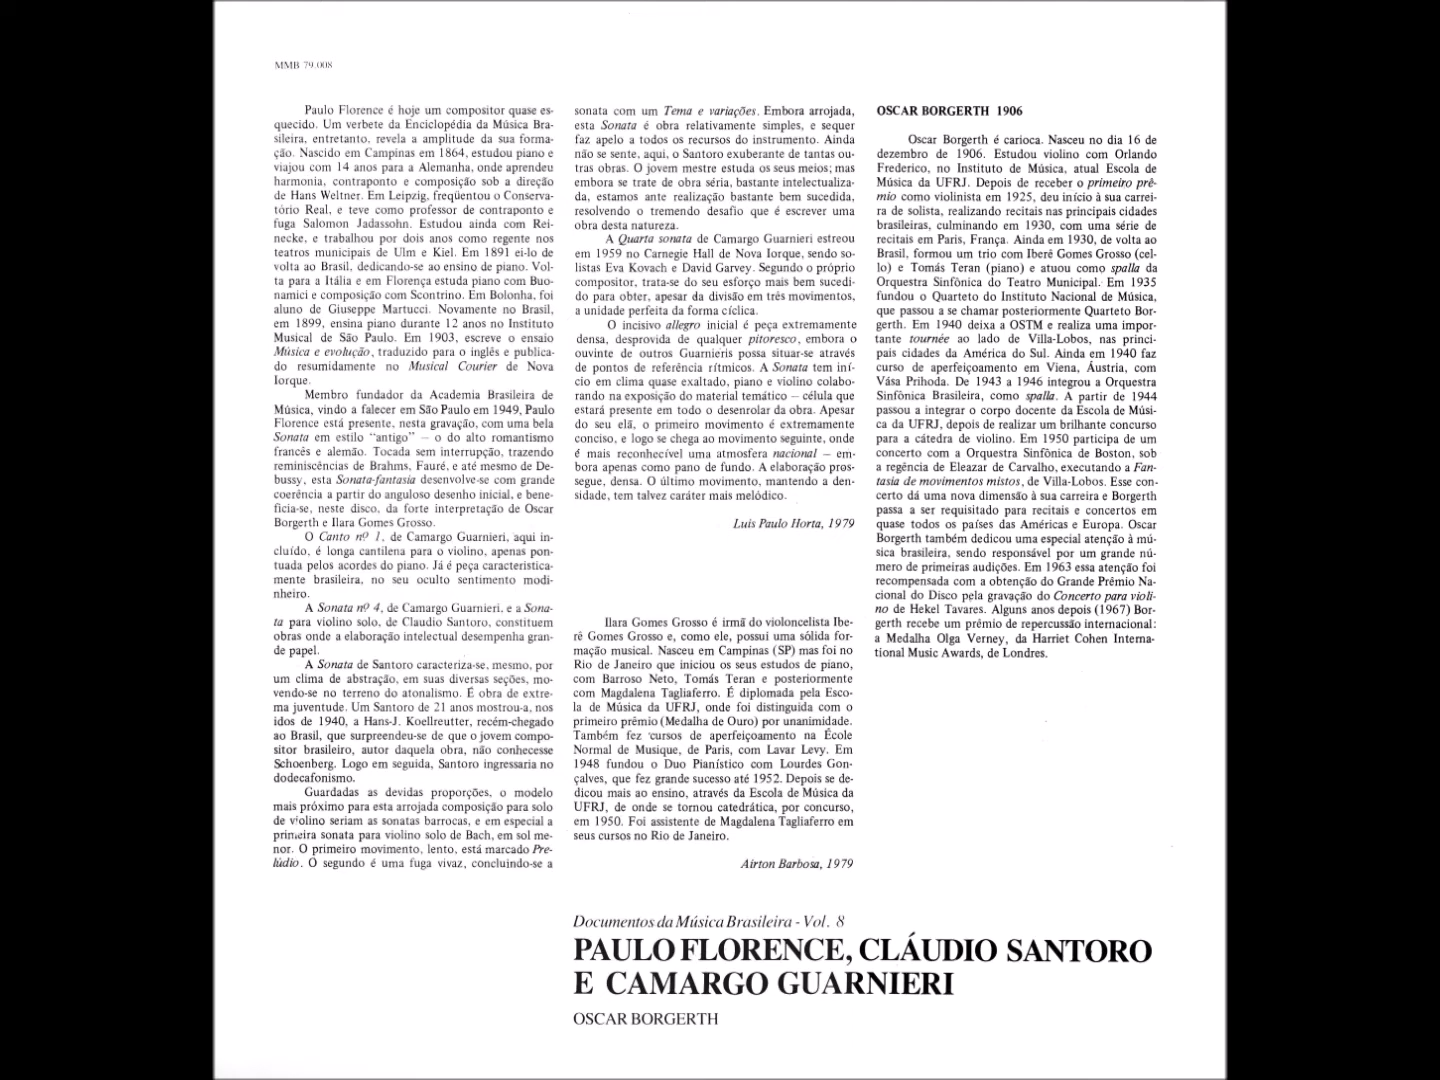 MMB 79.008
Paulo Florence é hoje um compositor quase es-
quecido. Um verbete da Enciclopédia da Música Bra-
sileira, entretanto, revela a amplitude da sua forma-
ção. Nascido em Campinas em 1864, estudou piano e
viajou com 14 anos para a Alemanha, onde aprendeu
harmonia, contraponto e composição sob a direção
de Hans Weltner. Em Leipzig, freqüentou o Conserva-
tório Real, e teve como professor de contraponto e
fuga Salomon Jadassohn. Estudou ainda com Rei-
necke, e trabalhou por dois anos como regente nos
teatros municipais de Ulm e Kiel. Em 1891 ei-lo de
volta ao Brasil, dedicando-se ao ensino de piano. Vol-
ta para a Itália e em Florença estuda piano com Buo-
namici e composição com Scontrino. Em Bolonha, foi
aluno de Giuseppe Martucci. Novamente no Brasil,
em 1899, ensina piano durante 12 anos no Instituto
Musical de São Paulo. Em 1903, escreve o ensaio
Música e evolução, traduzido para o inglês e publica-
do resumidamente no Musical Courier de Nova
Iorque.
Membro fundador da Academia Brasileira de
Música, vindo a falecer em São Paulo em 1949, Paulo
Florence está presente, nesta gravação, com uma bela
Sonata em estilo “antigo” — o do alto romantismo
francês e alemão. Tocada sem interrupção, trazendo
reminiscências de Brahms, Fauré, e até mesmo de De-
bussy, esta Sonata-fantasia desenvolve-se com grande
coerência a partir do anguloso desenho inicial, e bene-
ficia-se, neste disco, da forte interpretação de Oscar
Borgerth e Ilara Gomes Grosso.
O Canto nº 1, de Camargo Guarnieri, aqui in-
cluído, é longa cantilena para o violino, apenas pon-
tuada pelos acordes do piano. Já é peça caracteristica-
mente brasileira, no seu oculto sentimento modi-
nheiro.
A Sonata nº 4, de Camargo Guarnieri, e a Sona-
ta para violino solo, de Claudio Santoro, constituem
obras onde a elaboração intelectual desempenha gran-
de papel.
A Sonata de Santoro caracteriza-se, mesmo, por
um clima de abstração, em suas diversas seções, mo-
vendo-se no terreno do atonalismo. É obra de extre-
ma juventude. Um Santoro de 21 anos mostrou-a, nos
idos de 1940, a Hans-J. Koellreutter, recém-chegado
ao Brasil, que surpreendeu-se de que o jovem compo-
sitor brasileiro, autor daquela obra, não conhecesse
Schoenberg. Logo em seguida, Santoro ingressaria no
dodecafonismo.
Guardadas as devidas proporções, o modelo
mais próximo para esta arrojada composição para solo
de violino seriam as sonatas barrocas, e em especial a
primeira sonata para violino solo de Bach, em sol me-
nor. O primeiro movimento, lento, está marcado Pre-
lúdio. O segundo é uma fuga vivaz, concluindo-se a
sonata com um Tema e variações. Embora arrojada,
esta Sonata é obra relativamente simples, e sequer
faz apelo a todos os recursos do instrumento. Ainda
não se sente, aqui, o Santoro exuberante de tantas ou-
tras obras. O jovem mestre estuda os seus meios; mas
embora se trate de obra séria, bastante intelectualiza-
da, estamos ante realização bastante bem sucedida,
resolvendo o tremendo desafio que é escrever uma
obra desta natureza.
A Quarta sonata de Camargo Guarnieri estreou
em 1959 no Carnegie Hall de Nova Iorque, sendo so-
listas Eva Kovach e David Garvey. Segundo o próprio
compositor, trata-se do seu esforço mais bem sucedi-
do para obter, apesar da divisão em três movimentos,
a unidade perfeita da forma cíclica.
O incisivo allegro inicial é peça extremamente
densa, desprovida de qualquer pitoresco, embora o
ouvinte de outros Guarnieris possa situar-se através
de pontos de referência rítmicos. A Sonata tem iní-
cio em clima quase exaltado, piano e violino colabo-
rando na exposição do material temático — célula que
estará presente em todo o desenrolar da obra. Apesar
do seu elã, o primeiro movimento é extremamente
conciso, e logo se chega ao movimento seguinte, onde
é mais reconhecível uma atmosfera nacional — em-
bora apenas como pano de fundo. A elaboração pros-
segue, densa. O último movimento, mantendo a den-
sidade, tem talvez caráter mais melódico.
Luis Paulo Horta, 1979
Ilara Gomes Grosso é irmã do violoncelista Ibe-
rê Gomes Grosso e, como ele, possui uma sólida for-
mação musical. Nasceu em Campinas (SP) mas foi no
Rio de Janeiro que iniciou os seus estudos de piano,
com Barroso Neto, Tomás Teran e posteriormente
com Magdalena Tagliaferro. É diplomada pela Esco-
la de Música da UFRJ, onde foi distinguida com o
primeiro prêmio (Medalha de Ouro) por unanimidade.
Também fez cursos de aperfeiçoamento na École
Normal de Musique, de Paris, com Lavar Levy. Em
1948 fundou o Duo Pianístico com Lourdes Gon-
çalves, que fez grande sucesso até 1952. Depois se de-
dicou mais ao ensino, através da Escola de Música da
UFRJ, de onde se tornou catedrática, por concurso,
em 1950. Foi assistente de Magdalena Tagliaferro em
seus cursos no Rio de Janeiro.
Airton Barbosa, 1979
OSCAR BORGERTH 1906
Oscar Borgerth é carioca. Nasceu no dia 16 de
dezembro de 1906. Estudou violino com Orlando
Frederico, no Instituto de Música, atual Escola de
Música da UFRJ. Depois de receber o primeiro prê-
mio como violinista em 1925, deu início à sua carrei-
ra de solista, realizando recitais nas principais cidades
brasileiras, culminando em 1930, com uma série de
recitais em Paris, França. Ainda em 1930, de volta ao
Brasil, formou um trio com Iberê Gomes Grosso (cel-
lo) e Tomás Teran (piano) e atuou como spalla da
Orquestra Sinfônica do Teatro Municipal. Em 1935
fundou o Quarteto do Instituto Nacional de Música,
que passou a se chamar posteriormente Quarteto Bor-
gerth. Em 1940 deixa a OSTM e realiza uma impor-
tante tournée ao lado de Villa-Lobos, nas princi-
pais cidades da América do Sul. Ainda em 1940 faz
curso de aperfeiçoamento em Viena, Áustria, com
Vása Prihoda. De 1943 a 1946 integrou a Orquestra
Sinfônica Brasileira, como spalla. A partir de 1944
passou a integrar o corpo docente da Escola de Músi-
ca da UFRJ, depois de realizar um brilhante concurso
para a cátedra de violino. Em 1950 participa de um
concerto com a Orquestra Sinfônica de Boston, sob
a regência de Eleazar de Carvalho, executando a Fan-
tasia de movimentos mistos, de Villa-Lobos. Esse con-
certo dá uma nova dimensão à sua carreira e Borgerth
passa a ser requisitado para recitais e concertos em
quase todos os países das Américas e Europa. Oscar
Borgerth também dedicou uma especial atenção à mú-
sica brasileira, sendo responsável por um grande nú-
mero de primeiras audições. Em 1963 essa atenção foi
recompensada com a obtenção do Grande Prêmio Na-
cional do Disco pela gravação do Concerto para violi-
no de Hekel Tavares. Alguns anos depois (1967) Bor-
gerth recebe um prêmio de repercussão internacional:
a Medalha Olga Verney, da Harriet Cohen Interna-
tional Music Awards, de Londres.
Documentos da Música Brasileira - Vol. 8
PAULO FLORENCE, CLÁUDIO SANTORO
E CAMARGO GUARNIERI
OSCAR BORGERTH